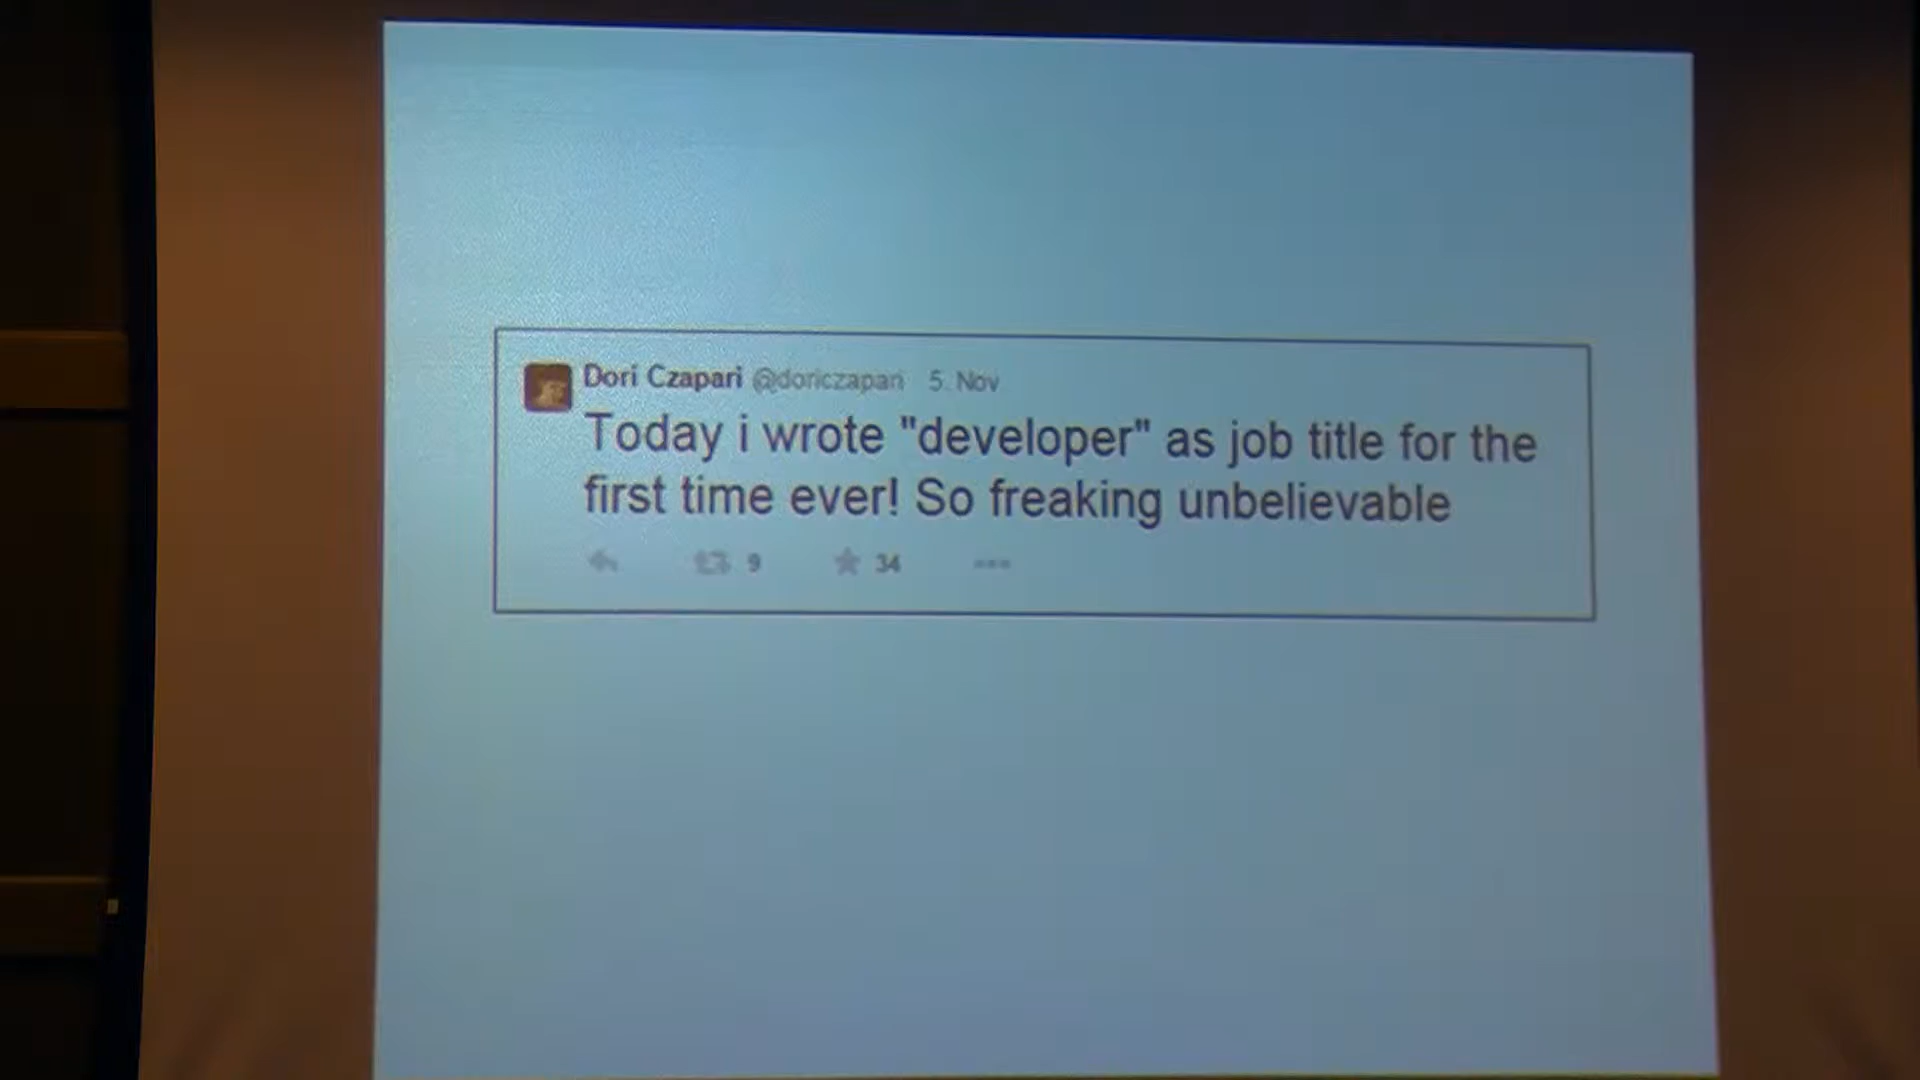 Dori Czapari @doriczapari 5. Nov
Today i wrote "developer" as job title for the
first time ever! So freaking unbelievable
9 34